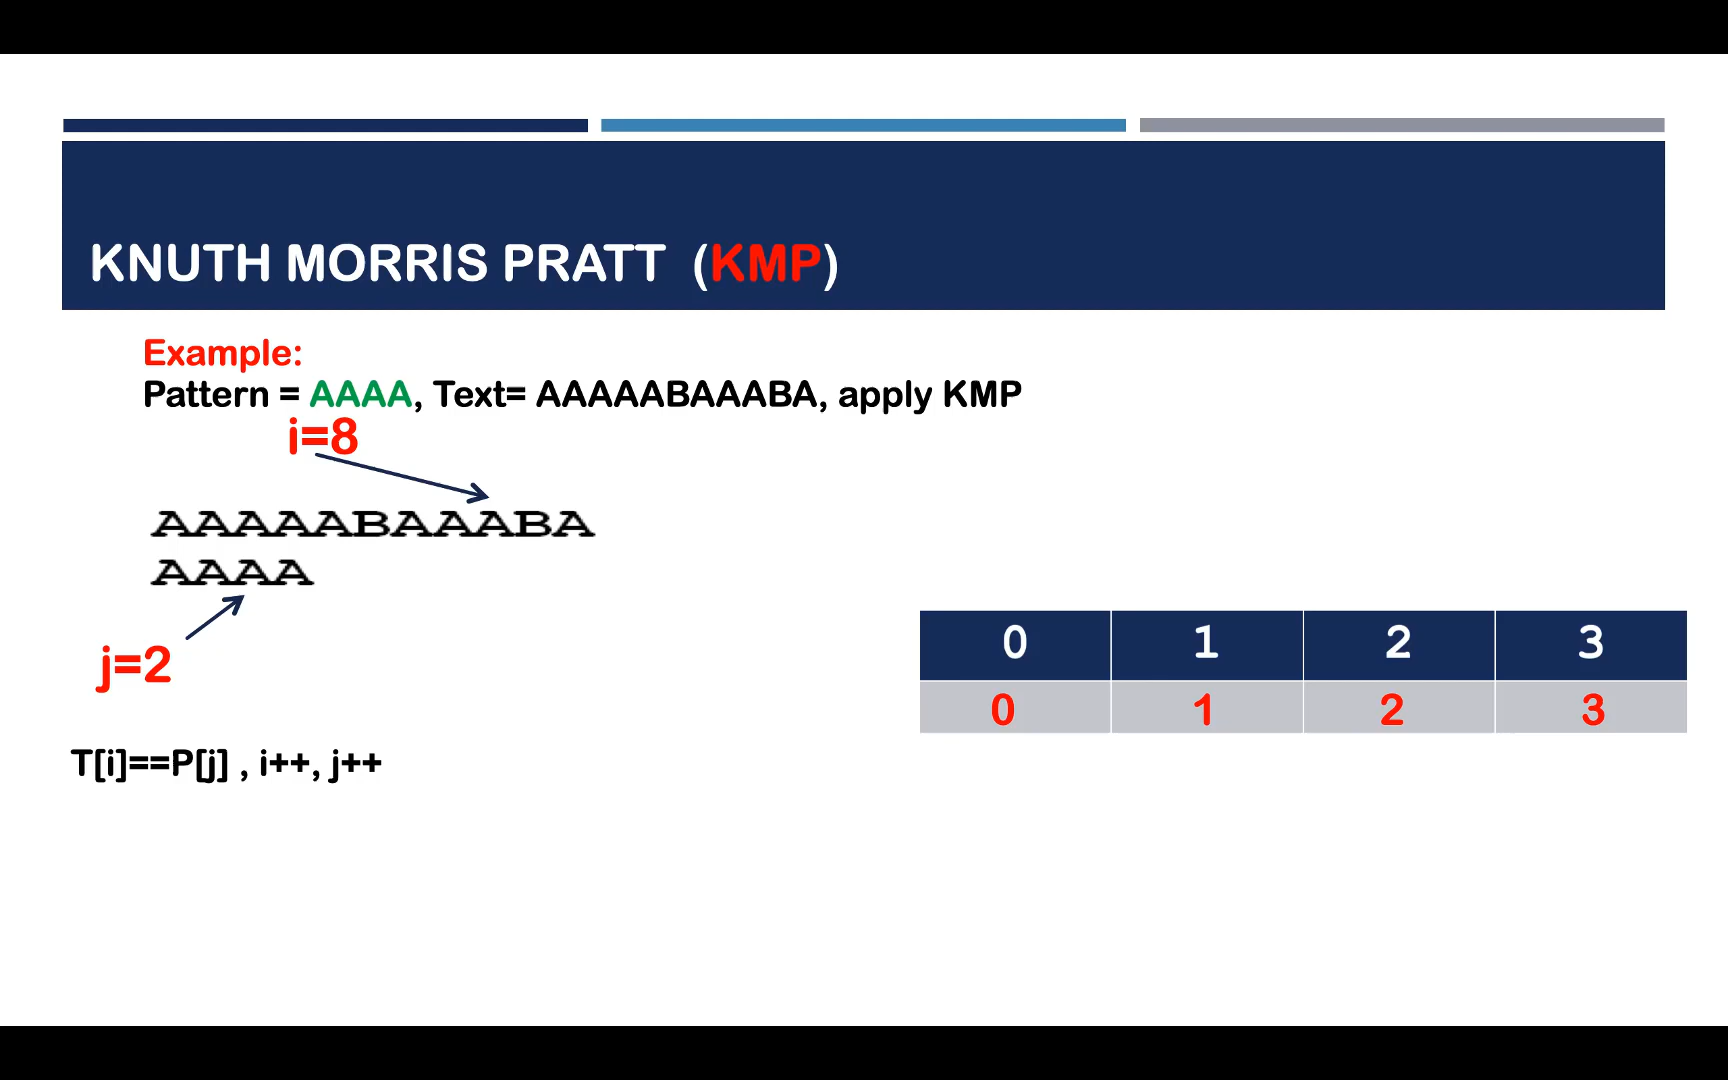 KNUTH MORRIS PRATT (KMP)
Example:
Pattern = AAAA, Text= AAAAABAAABA, apply KMP
i=8
AAAAABAAABA
AAAA
j=2
0 1 2 3
0 1 2 3
T[i]==P[j] , i++, j++